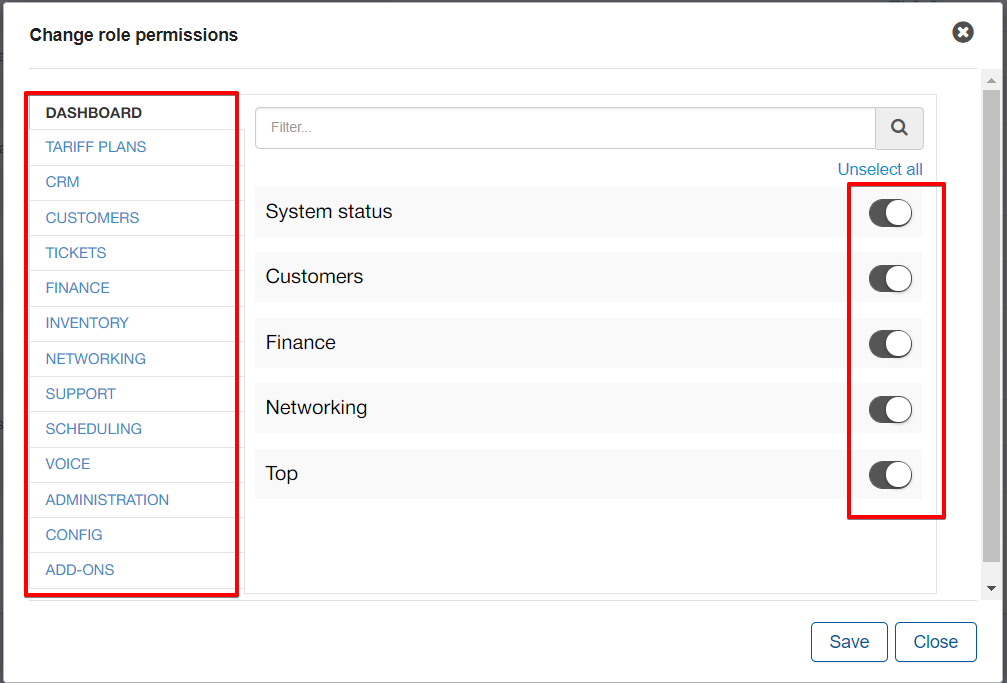 Change role permissions
DASHBOARD
TARIFF PLANS
CRM
CUSTOMERS
TICKETS
FINANCE
INVENTORY
NETWORKING
SUPPORT
SCHEDULING
VOICE
ADMINISTRATION
CONFIG
ADD-ONS
Filter...
Unselect all
System status
Customers
Finance
Networking
Top
Save
Close